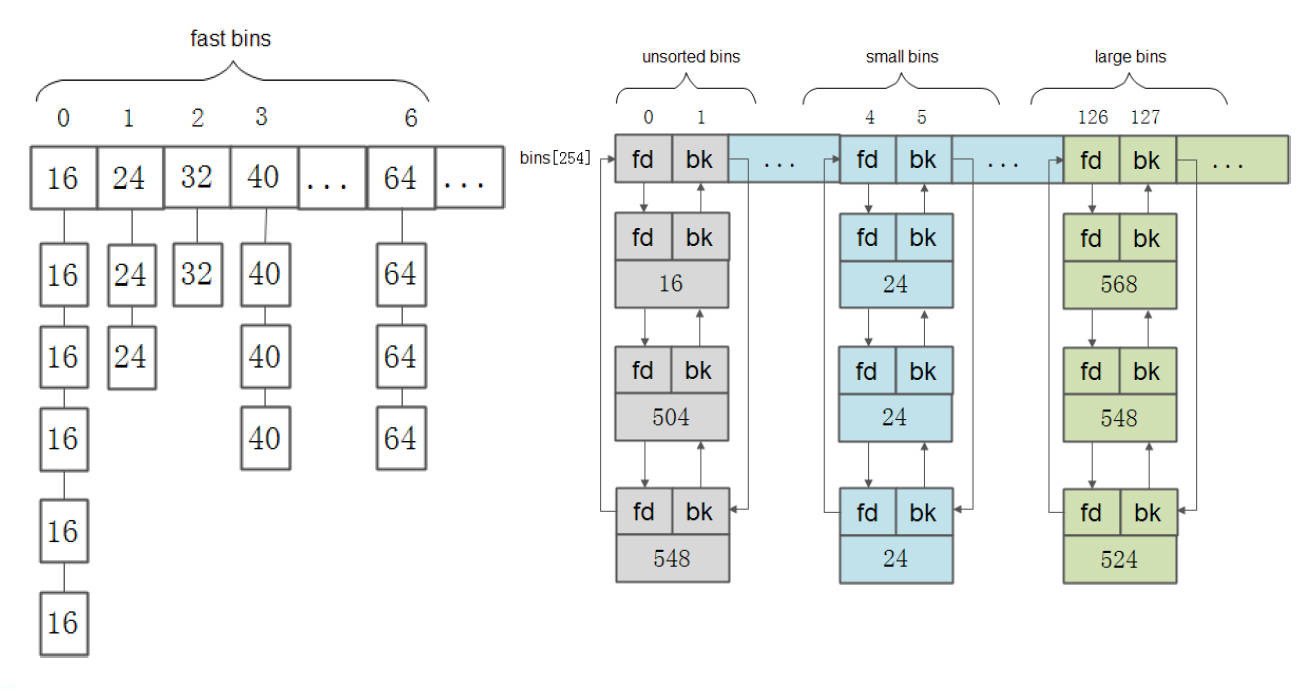 fast bins
0 1 2 3 6
16 24 32 40 ... 64 ...
16 24 32 40 64
16 24 40 64
16 40 64
16
16
unsorted bins small bins large bins
0 1 4 5 126 127
bins[254] fd bk ... fd bk ... fd bk ...
fd bk fd bk fd bk
16 24 568
fd bk fd bk fd bk
504 24 548
fd bk fd bk fd bk
548 24 524